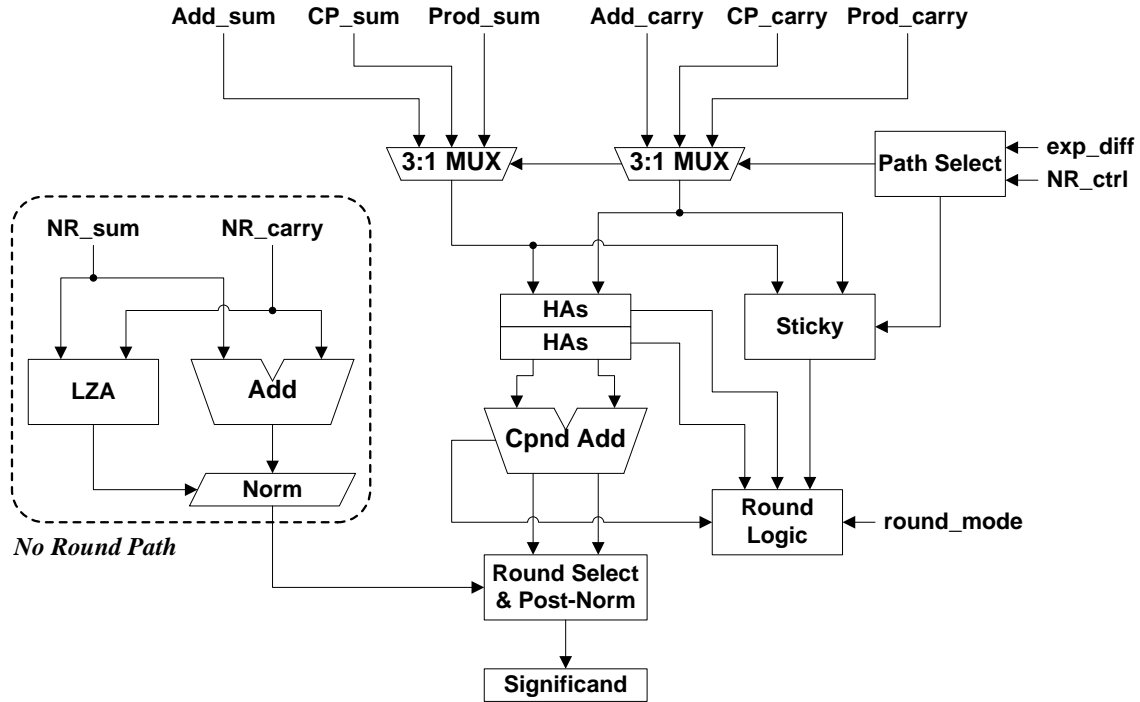 Add_sum CP_sum Prod_sum Add_carry CP_carry Prod_carry
3:1 MUX
3:1 MUX
Path Select
exp_diff
NR_ctrl
NR_sum
NR_carry
HAs
HAs
Sticky
LZA
Add
Cpnd Add
Norm
Round
Logic
round_mode
No Round Path
Round Select
& Post-Norm
Significand